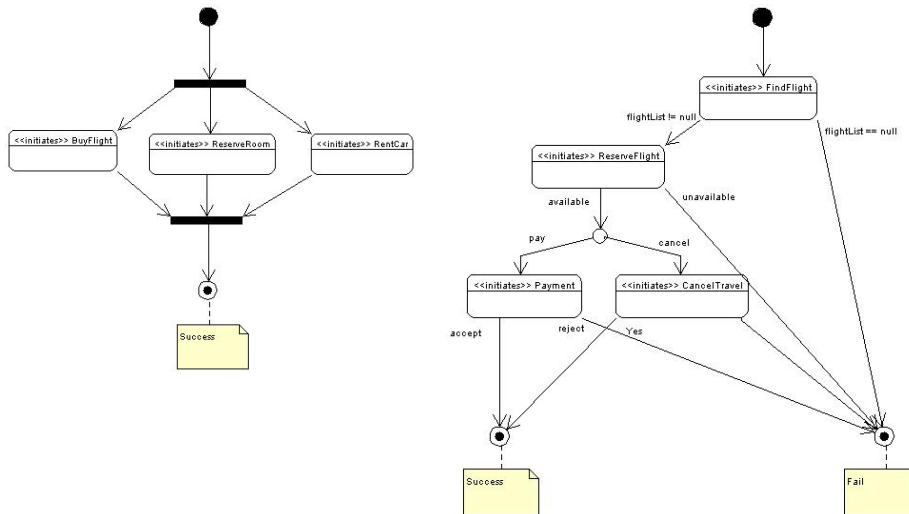 <<initiates>> BuyFlight
<<initiates>> ReserveRoom
<<initiates>> RentCar
Success
<<initiates>> FindFlight
flightList != null
flightList == null
<<initiates>> ReserveFlight
available
unavailable
pay
cancel
<<initiates>> Payment
<<initiates>> CancelTravel
accept
reject
Yes
Success
Fail